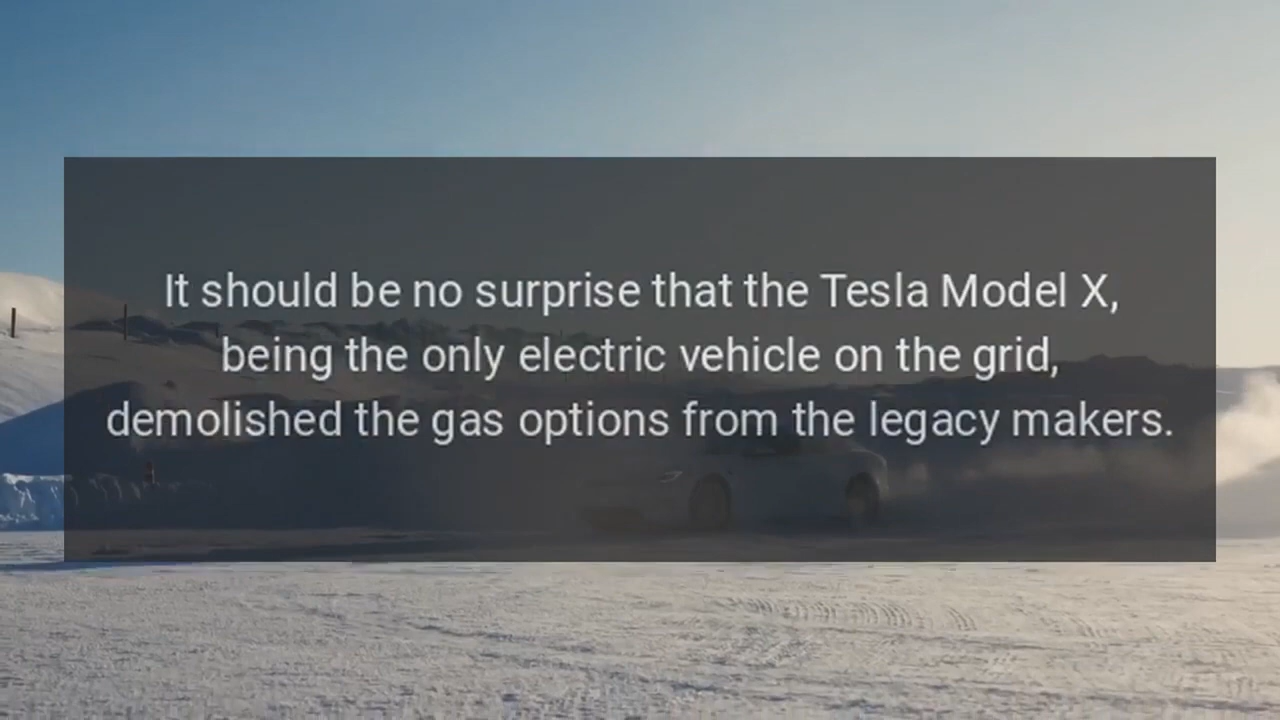 It should be no surprise that the Tesla Model X,
being the only electric vehicle on the grid,
demolished the gas options from the legacy makers.